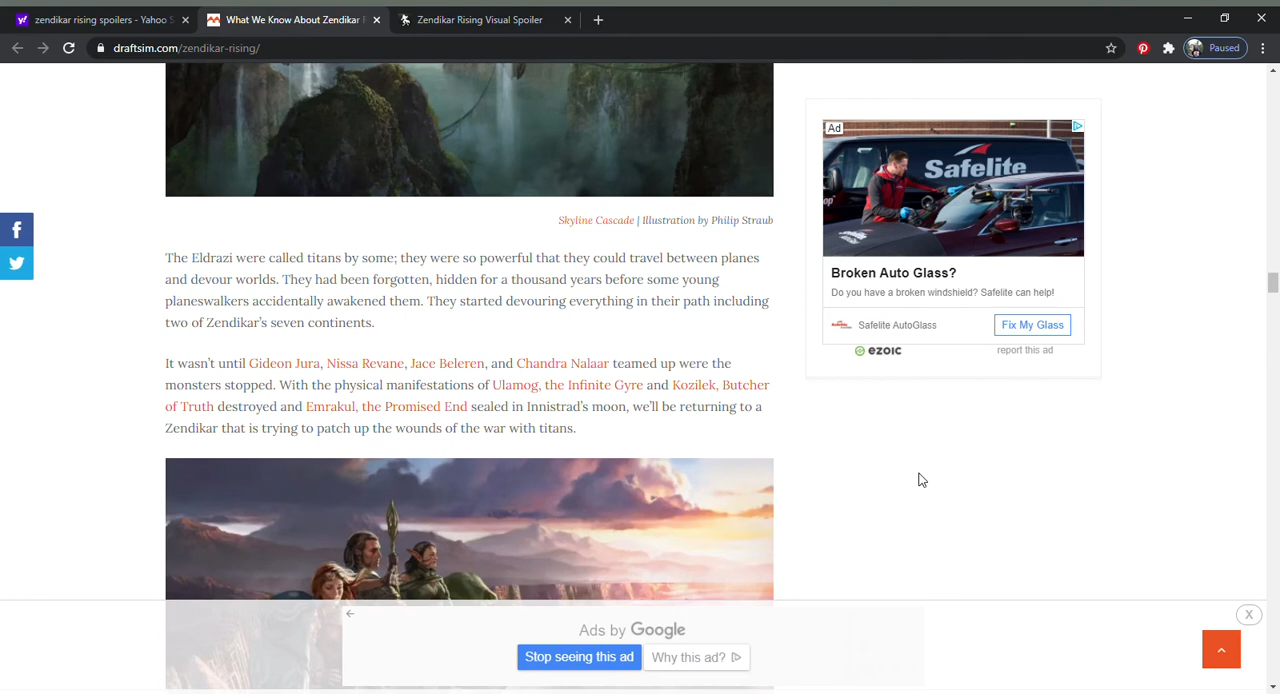 zendikar rising spoilers - Yahoo S
What We Know About Zendikar R
Zendikar Rising Visual Spoiler
draftsim.com/zendikar-rising/
Paused
Skyline Cascade | Illustration by Philip Straub
The Eldrazi were called titans by some; they were so powerful that they could travel between planes
and devour worlds. They had been forgotten, hidden for a thousand years before some young
planeswalkers accidentally awakened them. They started devouring everything in their path including
two of Zendikar's seven continents.
It wasn't until Gideon Jura, Nissa Revane, Jace Beleren, and Chandra Nalaar teamed up were the
monsters stopped. With the physical manifestations of Ulamog, the Infinite Gyre and Kozilek, Butcher
of Truth destroyed and Emrakul, the Promised End sealed in Innistrad's moon, we'll be returning to a
Zendikar that is trying to patch up the wounds of the war with titans.
Ad
Safelite
Broken Auto Glass?
Do you have a broken windshield? Safelite can help!
Safelite AutoGlass
Fix My Glass
ezoic
report this ad
Ads by Google
Stop seeing this ad
Why this ad?
X